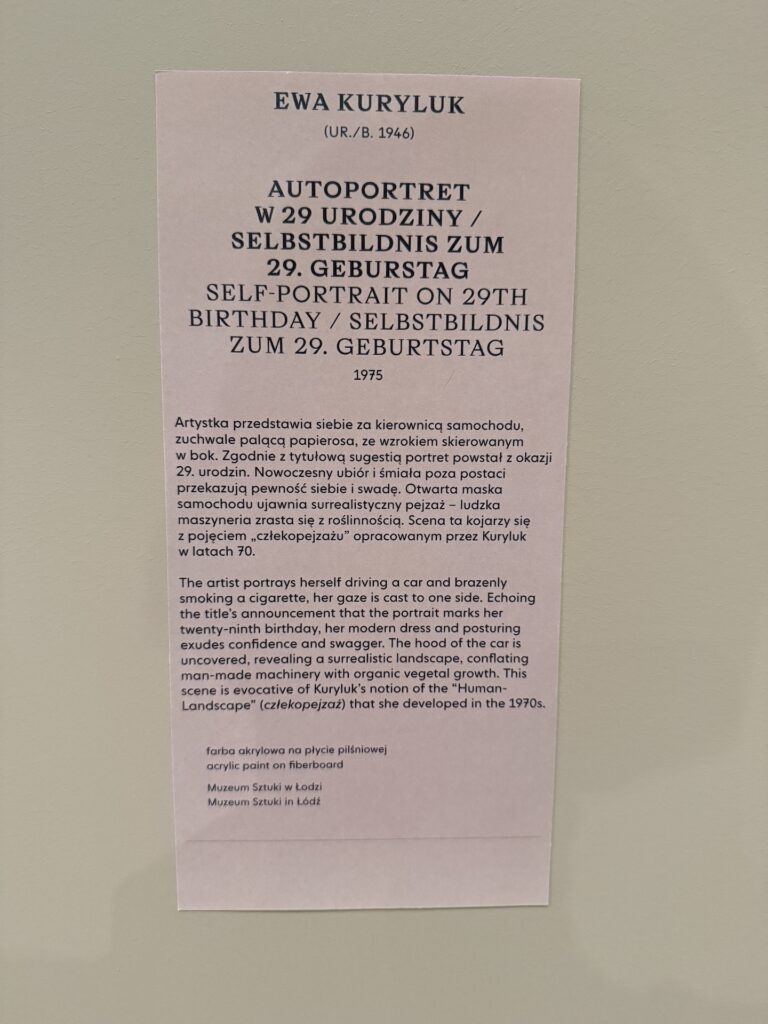 EWA KURYLUK
(UR./B. 1946)
AUTOPORTRET
W 29 URODZINY /
SELBSTBILDNIS ZUM
29. GEBURSTAG
SELF-PORTRAIT ON 29TH
BIRTHDAY / SELBSTBILDNIS
ZUM 29. GEBURTSTAG
1975
Artystka przedstawia siebie za kierownicą samochodu,
zuchwale palącą papierosa, ze wzrokiem skierowanym
w bok. Zgodnie z tytułową sugestią portret powstał z okazji
29. urodzin. Nowoczesny ubiór i śmiała poza postaci
przekazują pewność siebie i swadę. Otwarta maska
samochodu ujawnia surrealistyczny pejzaż – ludzka
maszyneria zrasta się z roślinnością. Scena ta kojarzy się
z pojęciem „człekopejzażu” opracowanym przez Kuryluk
w latach 70.
The artist portrays herself driving a car and brazenly
smoking a cigarette, her gaze is cast to one side. Echoing
the title’s announcement that the portrait marks her
twenty-ninth birthday, her modern dress and posturing
exudes confidence and swagger. The hood of the car is
uncovered, revealing a surrealistic landscape, conflating
man-made machinery with organic vegetal growth. This
scene is evocative of Kuryluk’s notion of the “Human-
Landscape” (człekopejzaż) that she developed in the 1970s.
farba akrylowa na płycie pilśniowej
acrylic paint on fiberboard
Muzeum Sztuki w Łodzi
Muzeum Sztuki in Łódź